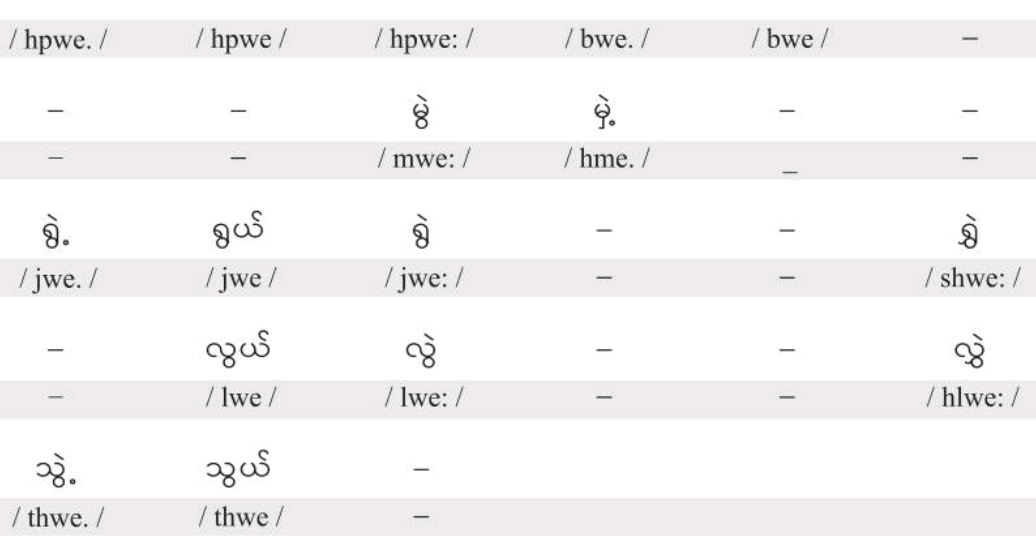 / hpwe. / / hpwe / / hpwe: / / bwe. / / bwe / –
– – မွဲ မှဲ့ – –
– – / mwe: / / hme. / _ –
ရွဲ့ ရွယ် ရွဲ – – ရွှဲ
/ jwe. / / jwe / / jwe: / – – / shwe: /
– လွယ် လွဲ – – လွှဲ
– / lwe / / lwe: / – – / hlwe: /
သွဲ့ သွယ် –
/ thwe. / / thwe / –